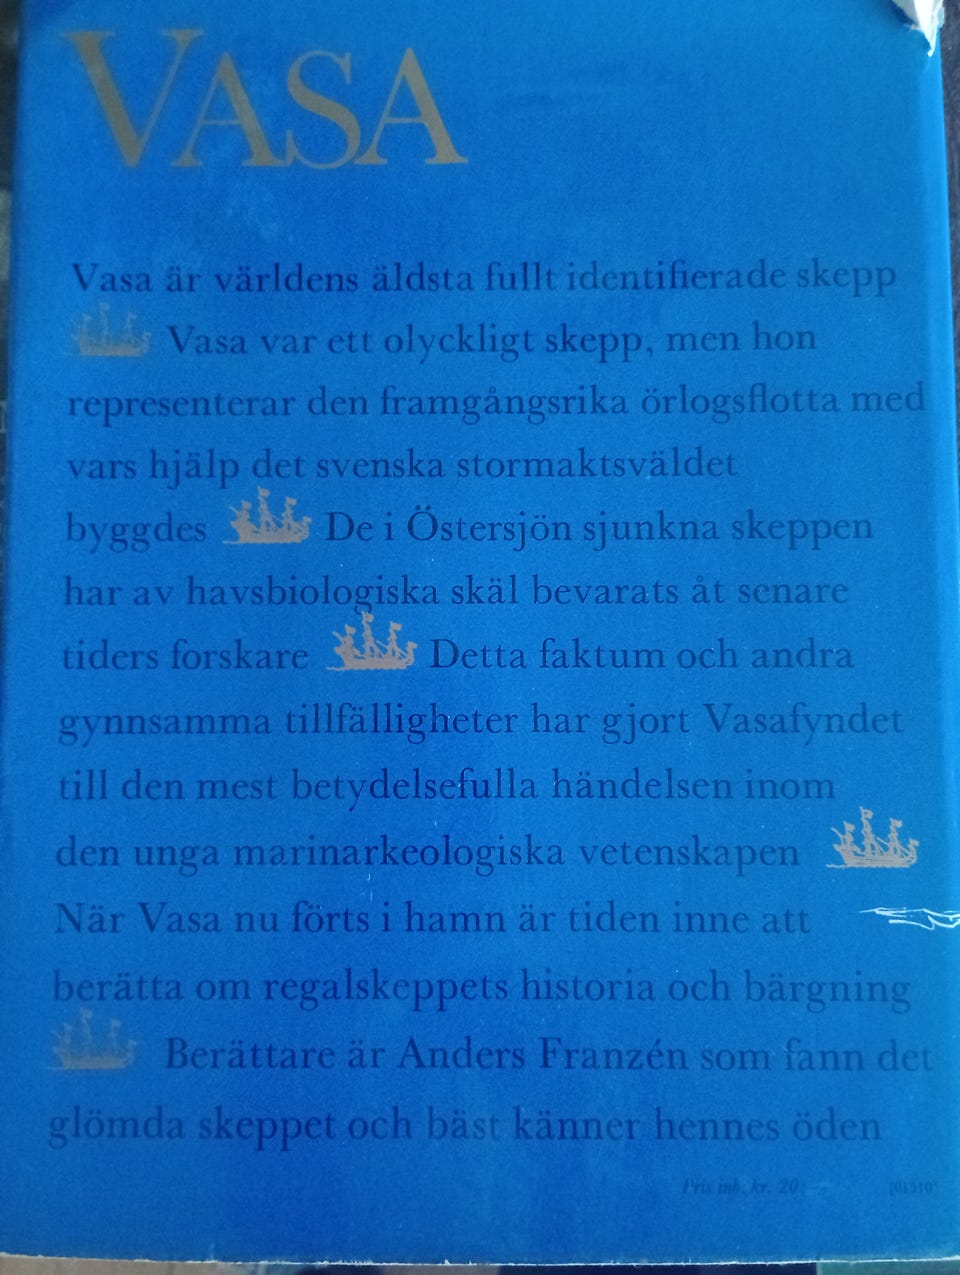 VASA
Vasa är världens äldsta fullt identifierade skepp
Vasa var ett olyckligt skepp, men hon
representerar den framgångsrika örlogsflotta med
vars hjälp det svenska stormaktsväldet
byggdes De i Östersjön sjunkna skeppen
har av havsbiologiska skäl bevarats åt senare
tiders forskare Detta faktum och andra
gynnsamma tillfälligheter har gjort Vasafyndet
till den mest betydelsefulla händelsen inom
den unga marinarkeologiska vetenskapen
När Vasa nu förts i hamn är tiden inne att
berätta om regalskeppets historia och bärgning
Berättare är Anders Franzén som fann det
glömda skeppet och bäst känner hennes öden
Pris inb. kr. 20:-